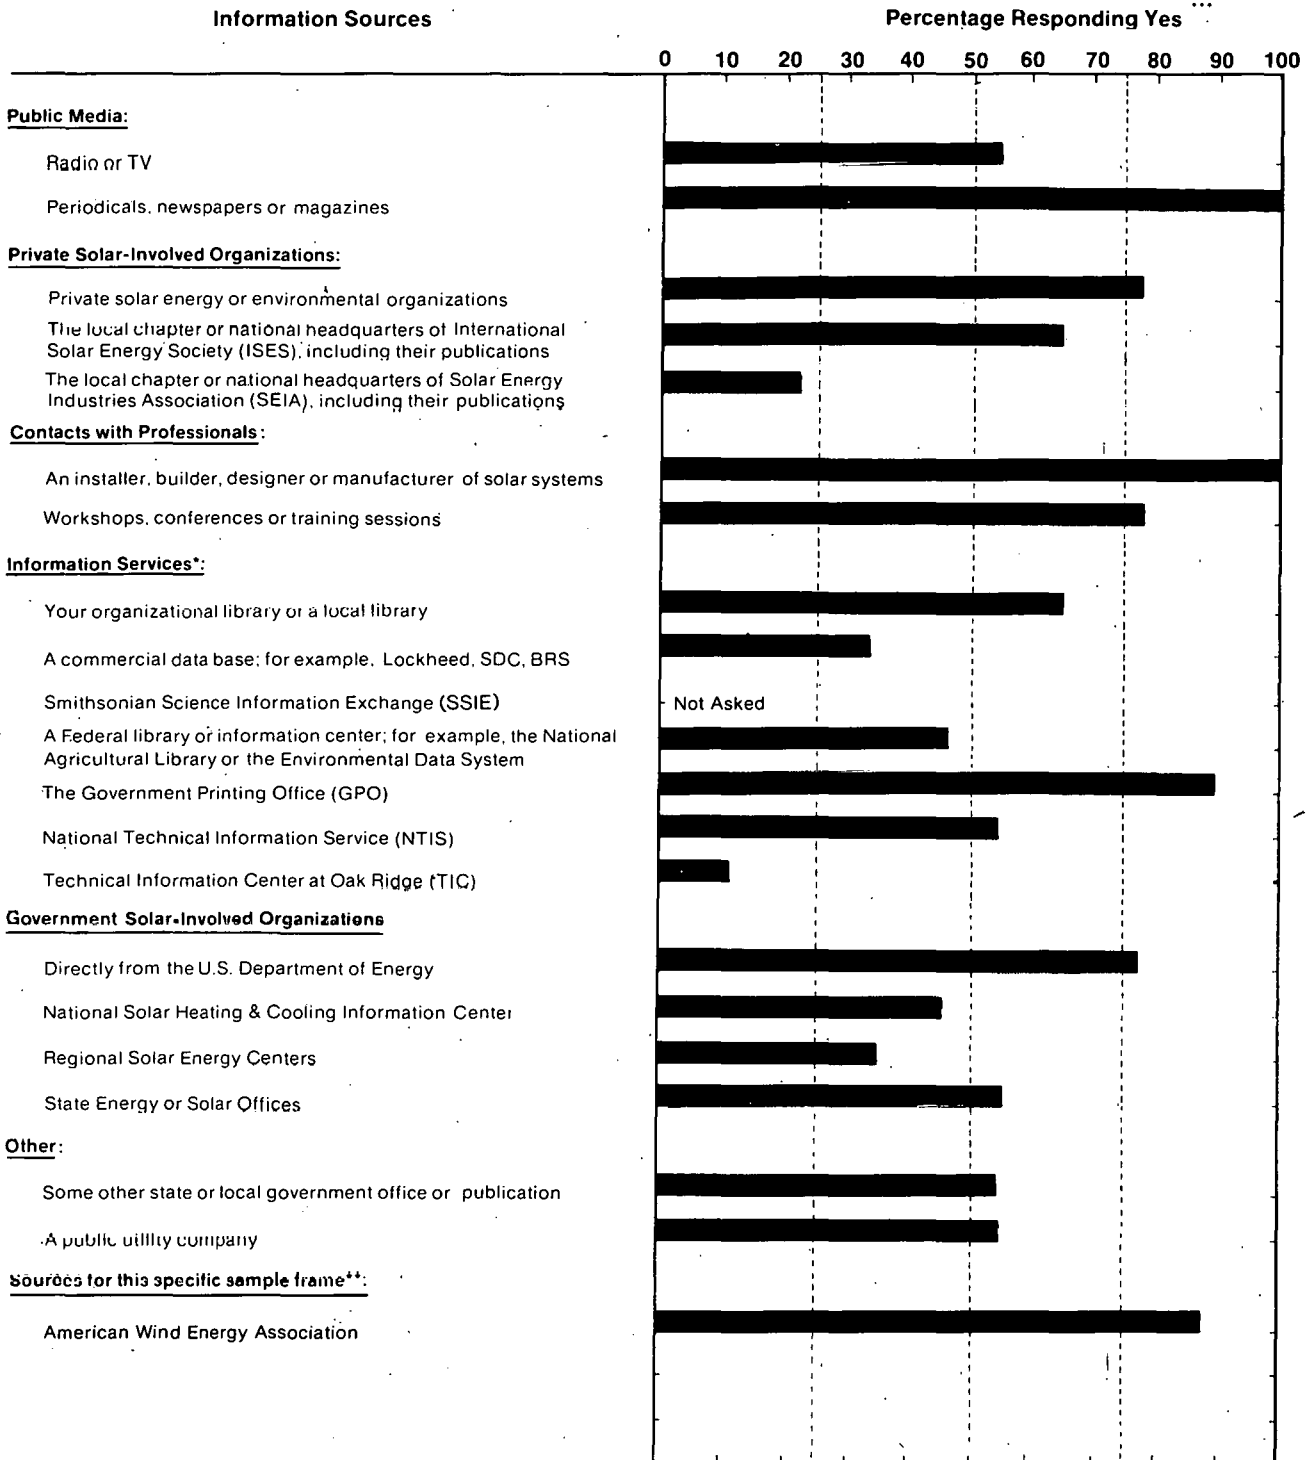 Information Sources
Percentage Responding Yes
0 10 20 30 40 50 60 70 80 90 100
Public Media:
Radio or TV
Periodicals, newspapers or magazines
Private Solar-Involved Organizations:
Private solar energy or environmental organizations
The local chapter or national headquarters of International
Solar Energy Society (ISES), including their publications
The local chapter or national headquarters of Solar Energy
Industries Association (SEIA), including their publications
Contacts with Professionals:
An installer, builder, designer or manufacturer of solar systems
Workshops, conferences or training sessions
Information Services*:
Your organizational library or a local library
A commercial data base; for example, Lockheed, SDC, BRS
Smithsonian Science Information Exchange (SSIE)
Not Asked
A Federal library or information center; for example, the National
Agricultural Library or the Environmental Data System
The Government Printing Office (GPO)
National Technical Information Service (NTIS)
Technical Information Center at Oak Ridge (TIC)
Government Solar-Involved Organizations
Directly from the U.S. Department of Energy
National Solar Heating & Cooling Information Center
Regional Solar Energy Centers
State Energy or Solar Offices
Other:
Some other state or local government office or publication
A public utility company
Sources for this specific sample frame**:
American Wind Energy Association